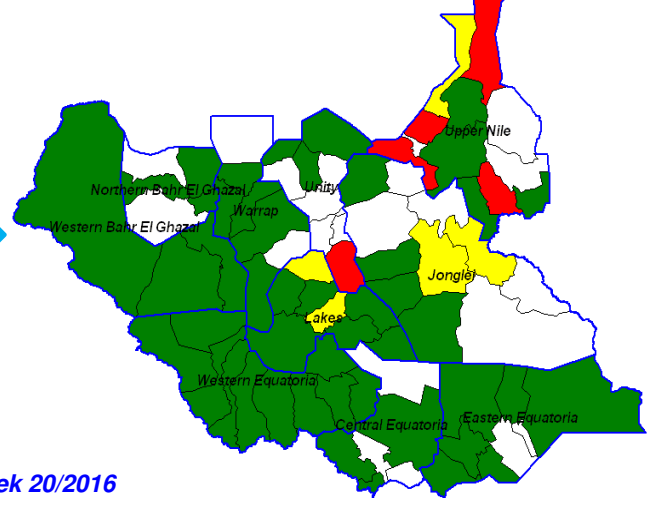 Upper Nile
Northern Bahr El Ghazal
Unity
Warrap
Western Bahr El Ghazal
Jonglei
Lakes
Western Equatoria
Central Equatoria
Eastern Equatoria
ek 20/2016